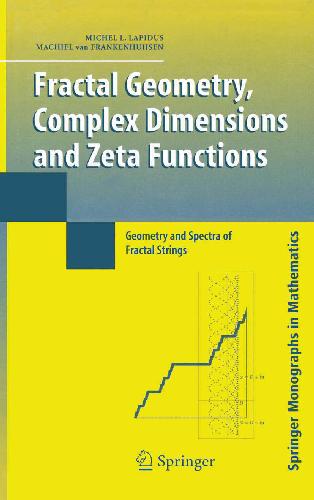 MICHEL L. LAPIDUS
MACHIEL van FRANKENHUIJSEN
Fractal Geometry,
Complex Dimensions
and Zeta Functions
Geometry and Spectra of
Fractal Strings
Springer Monographs in Mathematics
Springer